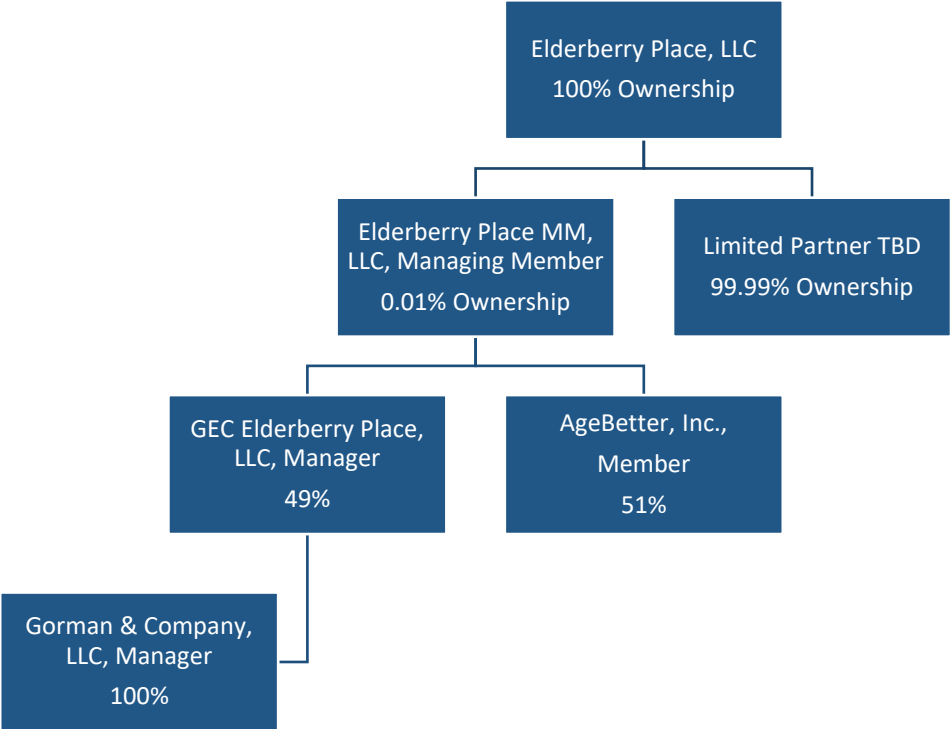 Elderberry Place, LLC
100% Ownership
Elderberry Place MM,
LLC, Managing Member
0.01% Ownership
Limited Partner TBD
99.99% Ownership
GEC Elderberry Place,
LLC, Manager
49%
AgeBetter, Inc.,
Member
51%
Gorman & Company,
LLC, Manager
100%